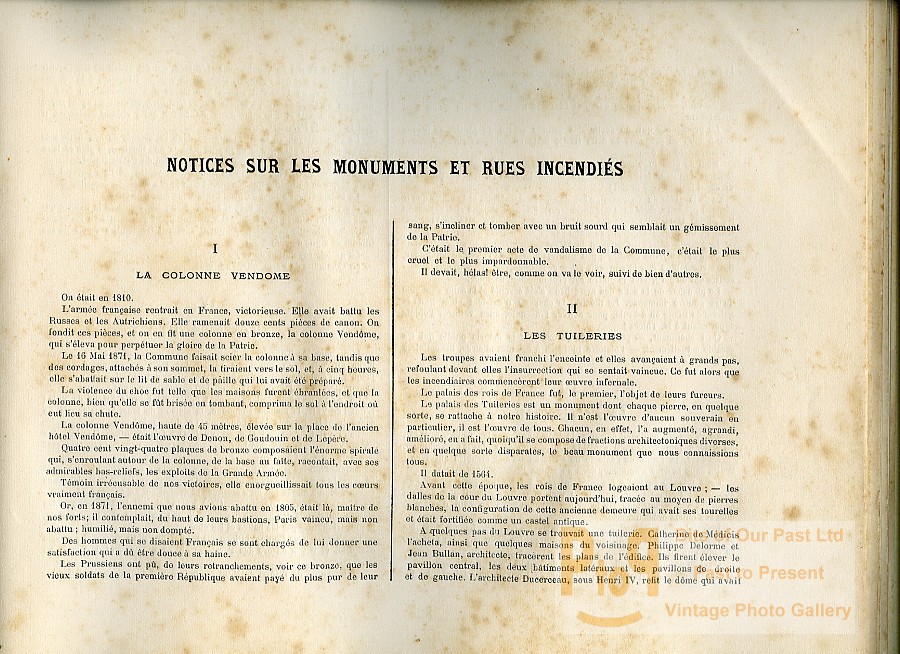 NOTICES SUR LES MONUMENTS ET RUES INCENDIÉS
I
LA COLONNE VENDOME
On était en 1810.
L'armée française rentrait en France, victorieuse. Elle avait battu les
Russes et les Autrichiens. Elle ramenait douze cents pièces de canon. On
fondit ces pièces, et on en fit une colonne en bronze, la colonne Vendôme,
qui s'éleva pour perpétuer la gloire de la Patrie.
Le 16 Mai 1871, la Commune faisait scier la colonne à sa base, tandis que
des cordages, attachés à son sommet, la tiraient vers le sol, et, à cinq heures,
elle s'abattait sur le lit de sable et de paille qui lui avait été préparé.
La violence du choc fut telle que les maisons furent ébranlées, et que la
colonne, bien qu'elle se fût brisée en tombant, comprima le sol à l'endroit où
eut lieu sa chute.
La colonne Vendôme, haute de 45 mètres, élevée sur la place de l'ancien
hôtel Vendôme, — était l'œuvre de Denon, de Goudouin et de Lepère.
Quatre cent vingt-quatre plaques de bronze composaient l'énorme spirale
qui, s'enroulant autour de la colonne, de la base au faîte, racontait, avec ses
admirables bas-reliefs, les exploits de la Grande Armée.
Témoin irrécusable de nos victoires, elle enorgueillissait tous les cœurs
vraiment français.
Or, en 1871, l'ennemi que nous avions abattu en 1805, était là, maître de
nos forts; il contemplait, du haut de leurs bastions, Paris vaincu, mais non
abattu; humilié, mais non dompté.
Des hommes qui se disaient Français se sont chargés de lui donner une
satisfaction qui a dû être douce à sa haine.
Les Prussiens ont pû, de leurs retranchements, voir ce bronze, que les
vieux soldats de la première République avaient payé du plus pur de leur
sang, s'incliner et tomber avec un bruit sourd qui semblait un gémissement
de la Patrie.
C'était le premier acte de vandalisme de la Commune, c'était le plus
cruel et le plus impardonnable.
Il devait, hélas! être, comme on va le voir, suivi de bien d'autres.
II
LES TUILERIES
Les troupes avaient franchi l'enceinte et elles avançaient à grands pas,
refoulant devant elles l'insurrection qui se sentait vaincue. Ce fut alors que
les incendiaires commencèrent leur œuvre infernale.
Le palais des rois de France fut, le premier, l'objet de leurs fureurs.
Le palais des Tuileries est un monument dont chaque pierre, en quelque
sorte, se rattache à notre histoire. Il n'est l'œuvre d'aucun souverain en
particulier, il est l'œuvre de tous. Chacun, en effet, l'a augmenté, agrandi,
amélioré, en a fait, quoiqu'il se compose de fractions architectoniques diverses,
et en quelque sorte disparates, le beau monument que nous connaissions
tous.
Il datait de 1564.
Avant cette époque, les rois de France logeaient au Louvre; — les
dalles de la cour du Louvre portent aujourd'hui, tracée au moyen de pierres
blanches, la configuration de cette ancienne demeure qui avait ses tourelles
et était fortifiée comme un castel antique.
A quelques pas du Louvre se trouvait une tuilerie. Catherine de Médicis
l'acheta, ainsi que quelques maisons du voisinage. Philippe Delorme et
Jean Bullan, architecte, tracèrent les plans de l'édifice. Ils firent élever le
pavillon central, les deux bâtiments latéraux et les pavillons de droite
et de gauche. L'architecte Ducerceau, sous Henri IV, refit le dôme qui avait
Our Past Ltd
Past to Present
Vintage Photo Gallery